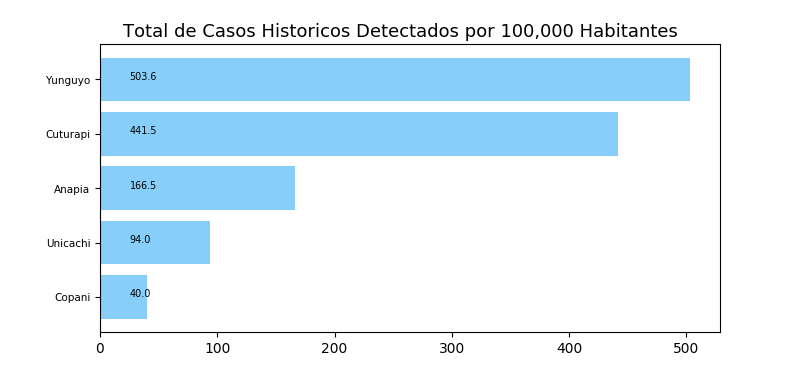 Total de Casos Historicos Detectados por 100,000 Habitantes
Yunguyo 503.6
Cuturapi 441.5
Anapia 166.5
Unicachi 94.0
Copani 40.0
0 100 200 300 400 500